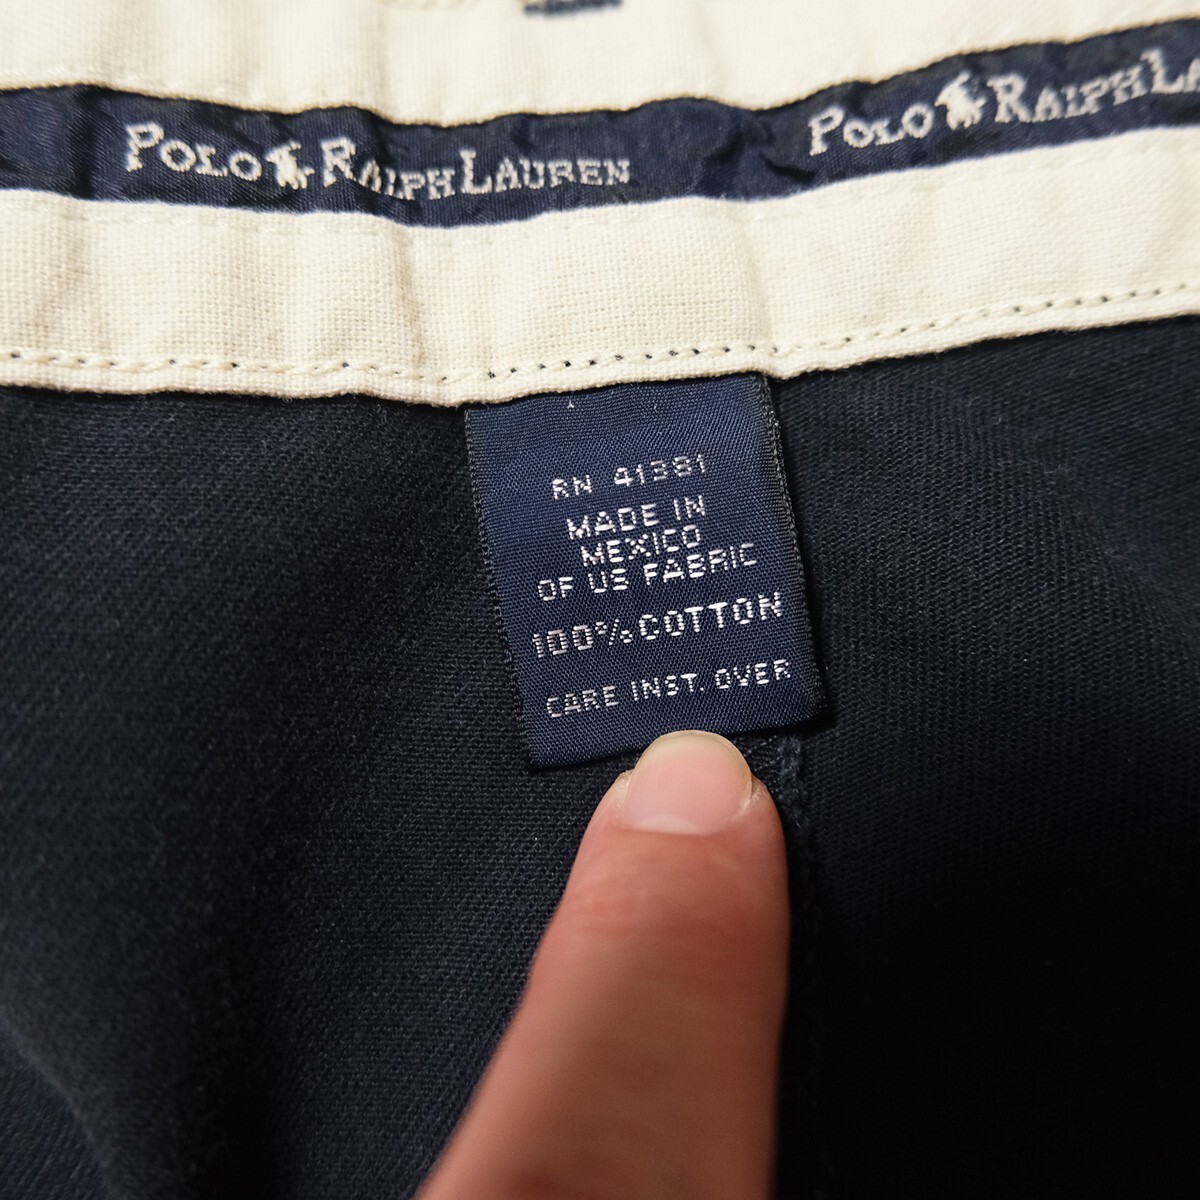 POLO RALPH LAUREN POLO RALPH LA
RN 41381
MADE IN
MEXICO
OF US FABRIC
100% COTTON
CARE INST. OVER